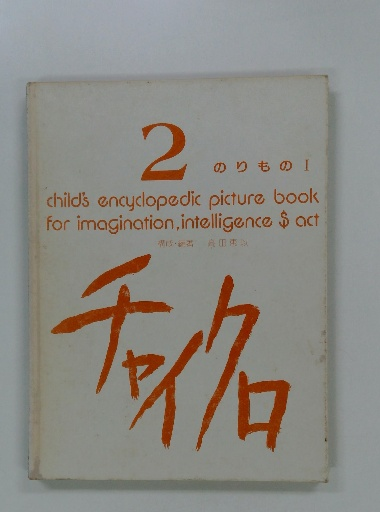 2 のりもの I
child's encyclopedic picture book
for imagination, intelligence $ act
チャイクロ